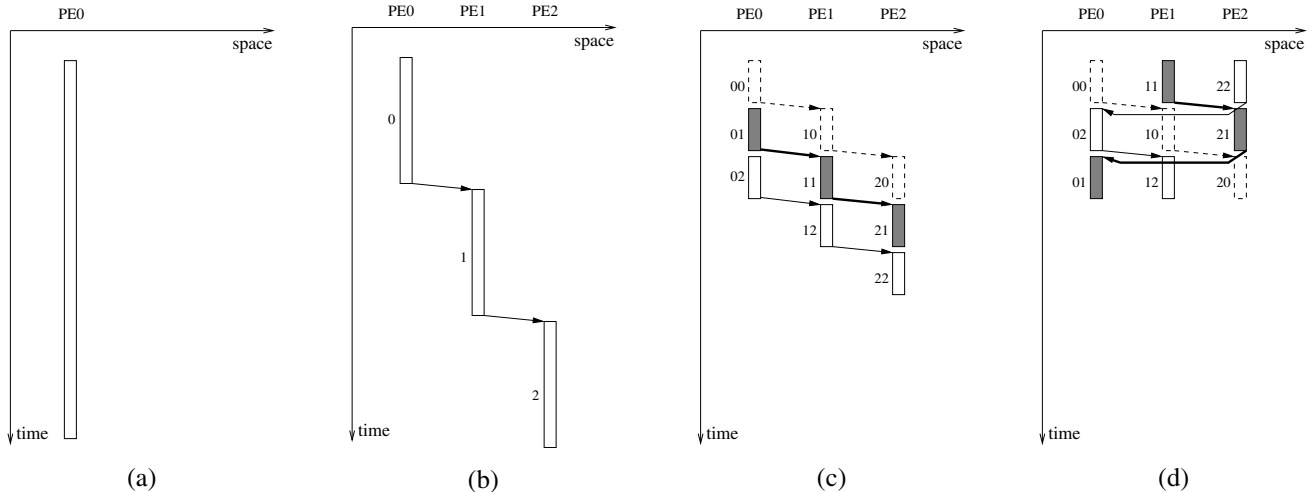 PE0
space
time
(a)
PE0 PE1 PE2
space
0
1
2
time
(b)
PE0 PE1 PE2
space
00
01 10
02 11 20
12 21
22
time
(c)
PE0 PE1 PE2
space
00 11 22
02 10 21
01 12 20
time
(d)